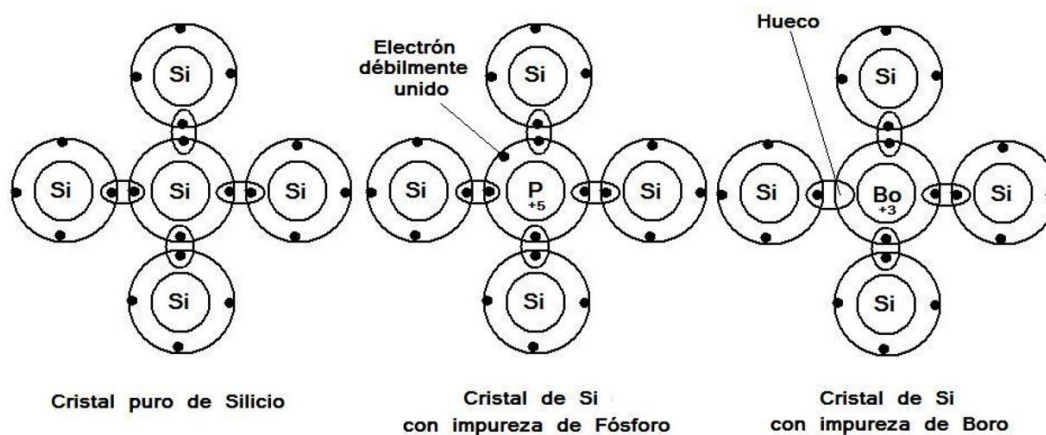 Si
Si
Si
Si
Si
Cristal puro de Silicio
Electrón
débilmente
unido
Si
Si
P
+5
Si
Si
Cristal de Si
con impureza de Fósforo
Hueco
Si
Si
Bo
+3
Si
Si
Cristal de Si
con impureza de Boro